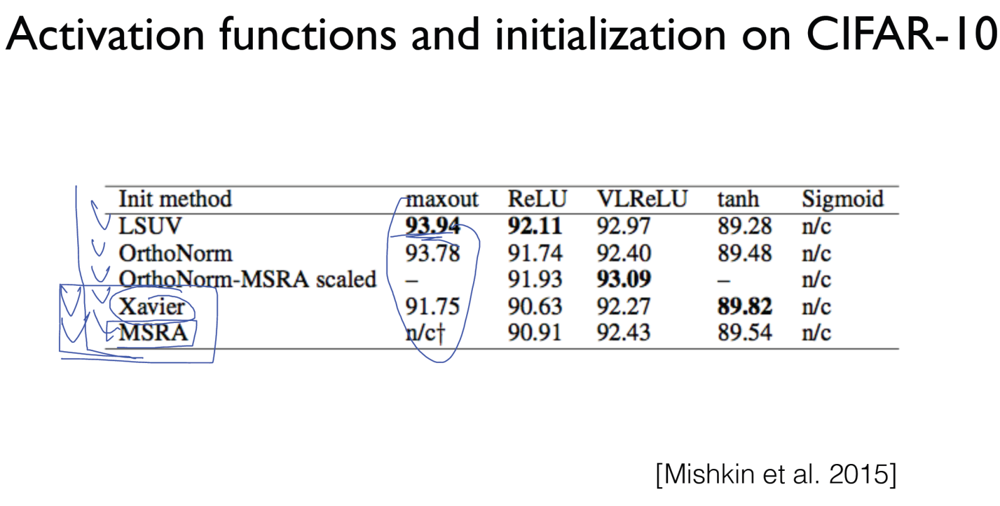 Activation functions and initialization on CIFAR-10
Init method maxout ReLU VLReLU tanh Sigmoid
LSUV 93.94 92.11 92.97 89.28 n/c
OrthoNorm 93.78 91.74 92.40 89.48 n/c
OrthoNorm-MSRA scaled – 91.93 93.09 – n/c
Xavier 91.75 90.63 92.27 89.82 n/c
MSRA n/c† 90.91 92.43 89.54 n/c
[Mishkin et al. 2015]